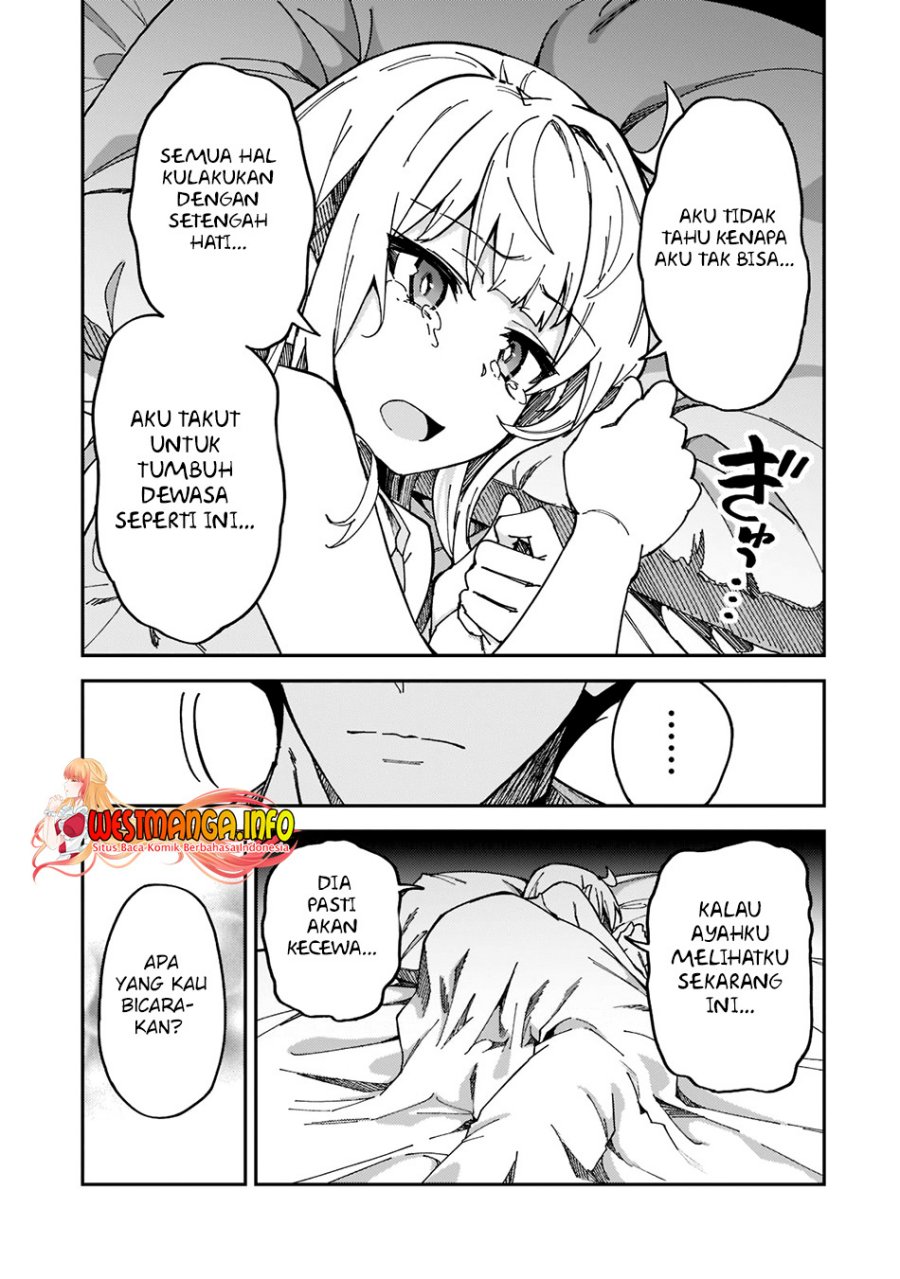 AKU TIDAK
TAHU KENAPA
AKU TAK BISA...
SEMUA HAL
KULAKUKAN
DENGAN
SETENGAH
HATI...
AKU TAKUT
UNTUK
TUMBUH
DEWASA
SEPERTI INI...
ぎゅっ...
......
WESTMANGA.INFO
Situs Baca Komik Berbahasa Indonesia
KALAU
AYAHKU
MELIHATKU
SEKARANG
INI...
DIA
PASTI
AKAN
KECEWA...
APA
YANG KAU
BICARA-
KAN?